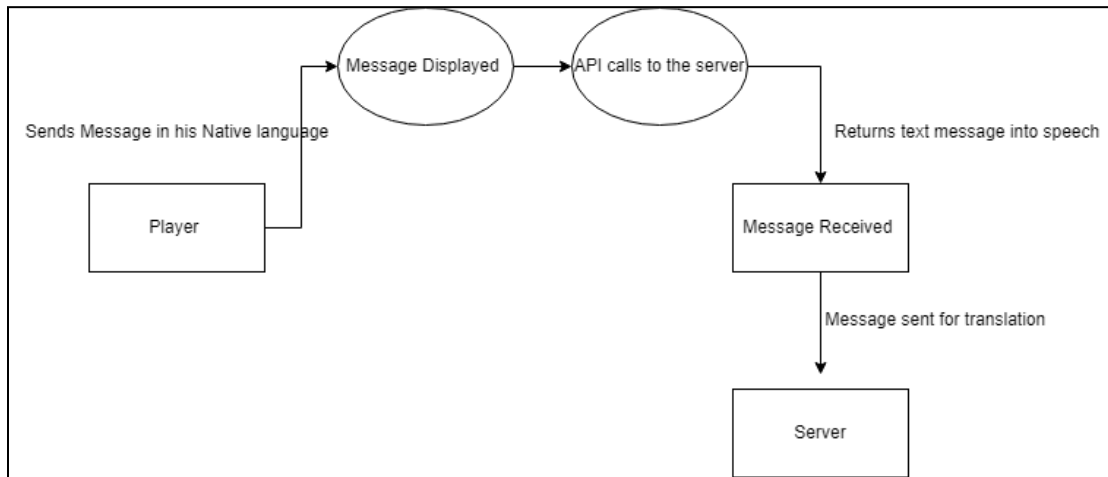 Message Displayed
API calls to the server
Sends Message in his Native language
Returns text message into speech
Player
Message Received
Message sent for translation
Server